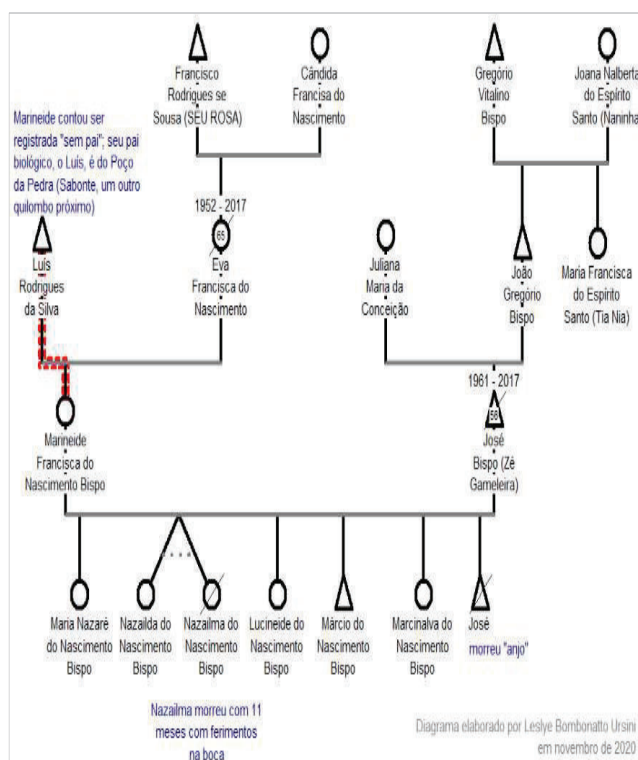 Francisco
Rodrigues se
Sousa (SEU ROSA)
Cândida
Francisa do
Nascimento
Gregório
Vitalino
Bispo
Joana Nalberta
do Espírito
Santo (Naninha
Marineide contou ser
registrada "sem pai"; seu pai
biológico, o Luís, é do Poço
da Pedra (Sabonte, um outro
quilombo próximo)
1952 - 2017
65
Luís
Rodrigues
da Silva
Eva
Francisca do
Nascimento
Juliana
Maria da
Conceição
João
Gregório
Bispo
Maria Francisca
do Espírito
Santo (Tia Nia)
1961 - 2017
56
Marineide
Francisca do
Nascimento Bispo
José
Bispo (Zé
Gameleira)
Maria Nazaré
do Nascimento
Bispo
Nazailda do
Nascimento
Bispo
Nazailma do
Nascimento
Bispo
Lucineide do
Nascimento
Bispo
Márcio do
Nascimento
Bispo
Marcinalva do
Nascimento
Bispo
José
morreu "anjo"
Nazailma morreu com 11
meses com ferimentos
na boca
Diagrama elaborado por Leslye Bombonatto Ursini
em novembro de 2020